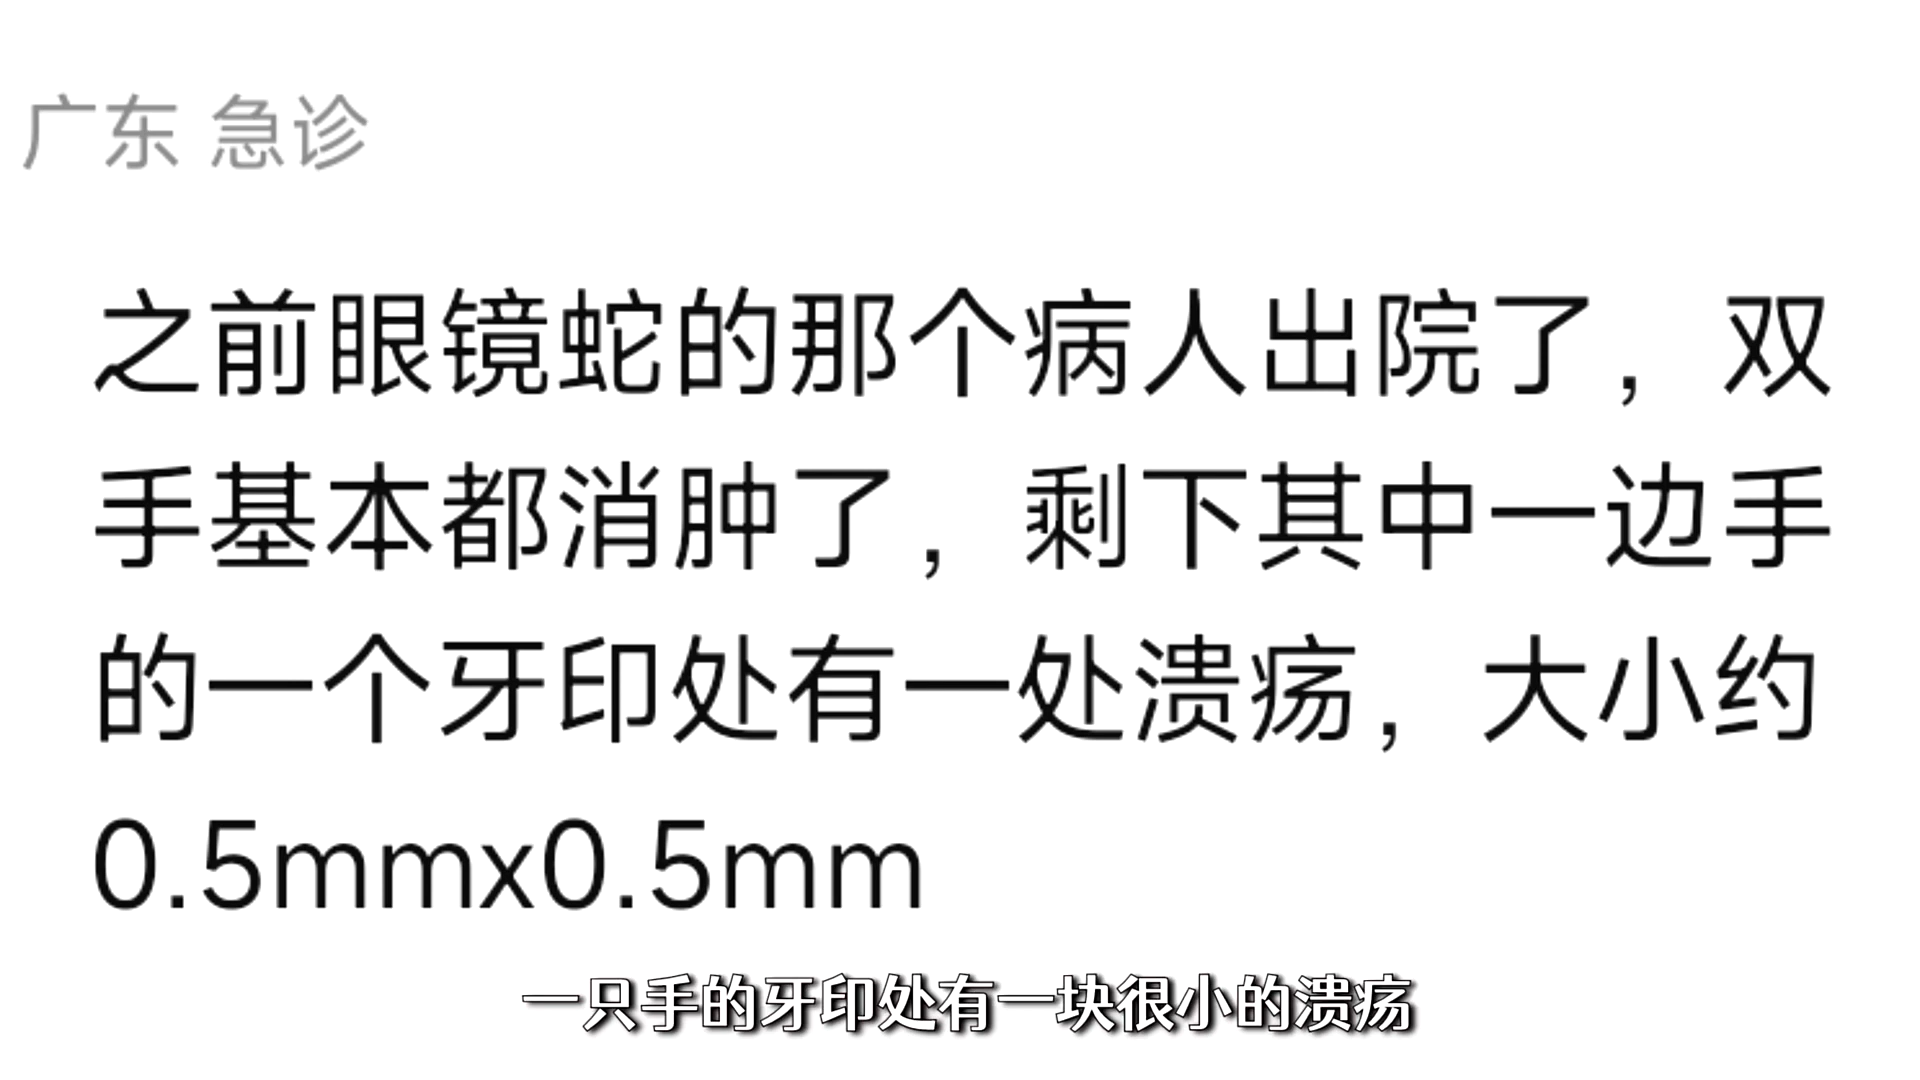 广东 急诊
之前眼镜蛇的那个病人出院了，双
手基本都消肿了，剩下其中一边手
的一个牙印处有一处溃疡，大小约
0.5mmx0.5mm
一只手的牙印处有一块很小的溃疡